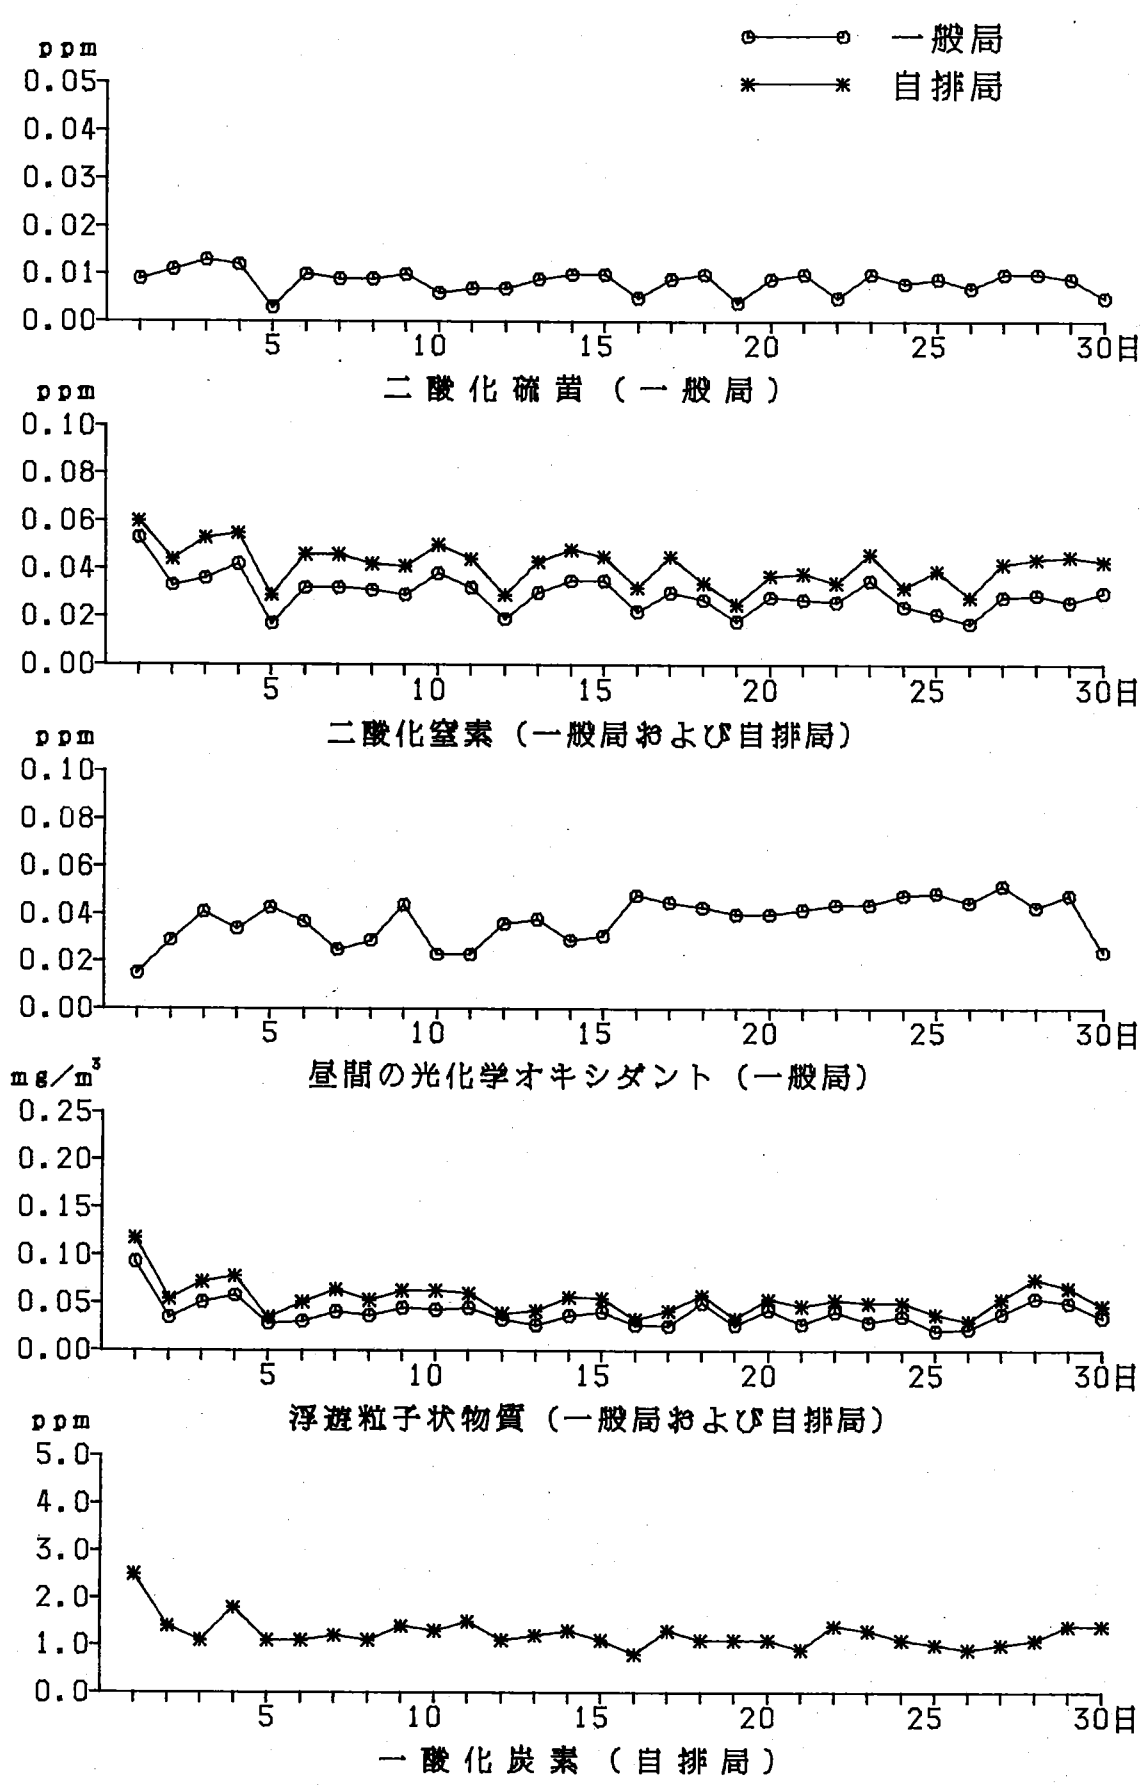 一般局
自排局
ppm
0.05
0.04
0.03
0.02
0.01
0.00
5 10 15 20 25 30日
二酸化硫黄(一般局)
ppm
0.10
0.08
0.06
0.04
0.02
0.00
5 10 15 20 25 30日
二酸化窒素(一般局および自排局)
ppm
0.10
0.08
0.06
0.04
0.02
0.00
5 10 15 20 25 30日
昼間の光化学オキシダント(一般局)
mg/m³
0.25
0.20
0.15
0.10
0.05
0.00
5 10 15 20 25 30日
浮遊粒子状物質(一般局および自排局)
ppm
5.0
4.0
3.0
2.0
1.0
0.0
5 10 15 20 25 30日
一酸化炭素(自排局)